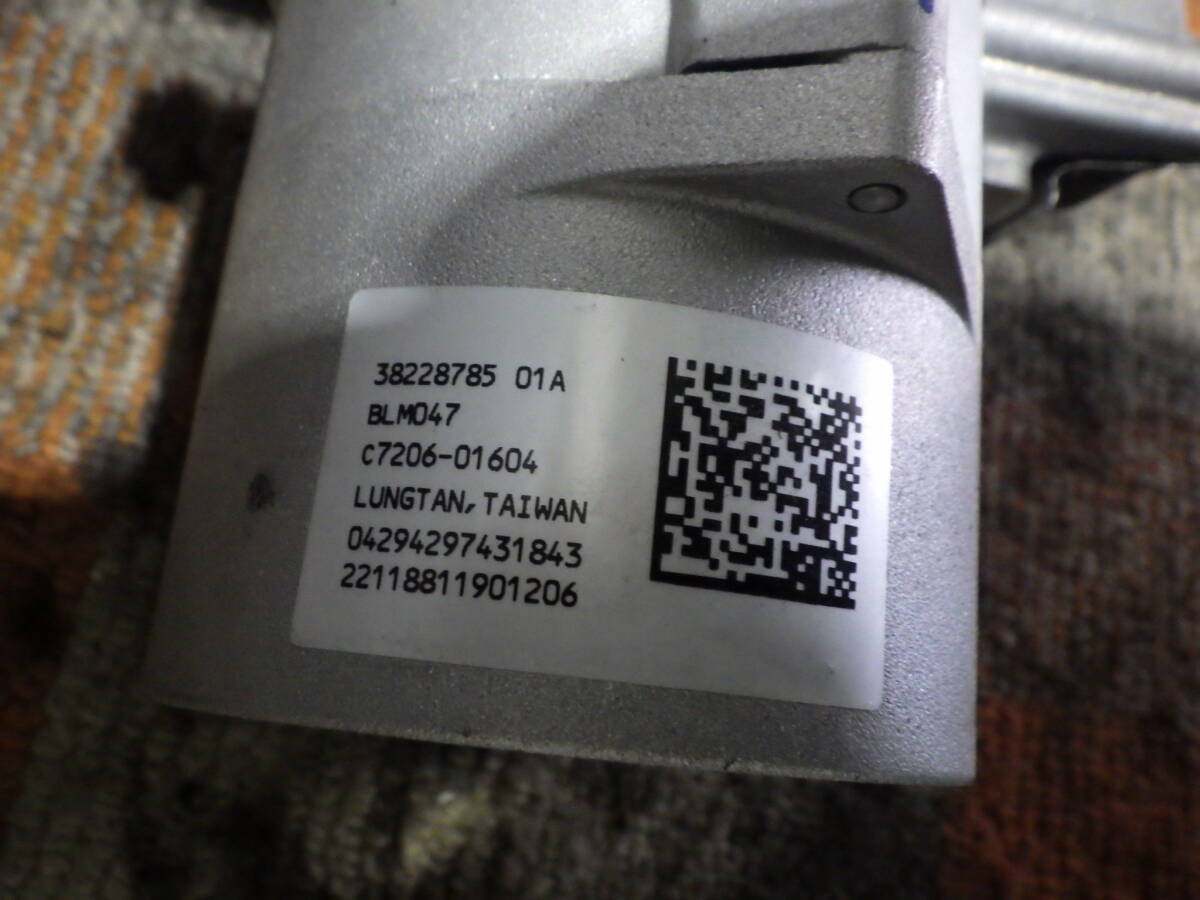 38228785 01A
BLM047
C7206-01604
LUNGTAN, TAIWAN
04294297431843
22118811901206